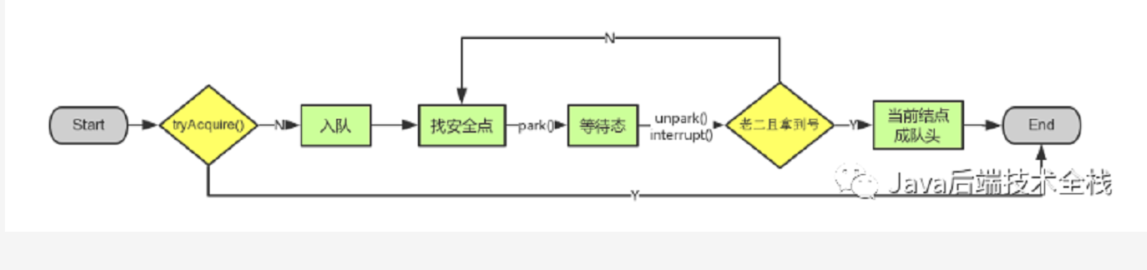 N
Start
tryAcquire()
N
入队
找安全点
park()
等待态
unpark()
interrupt()
老二且拿到号
Y
当前结点
成队头
End
Java后端技术全栈
Y